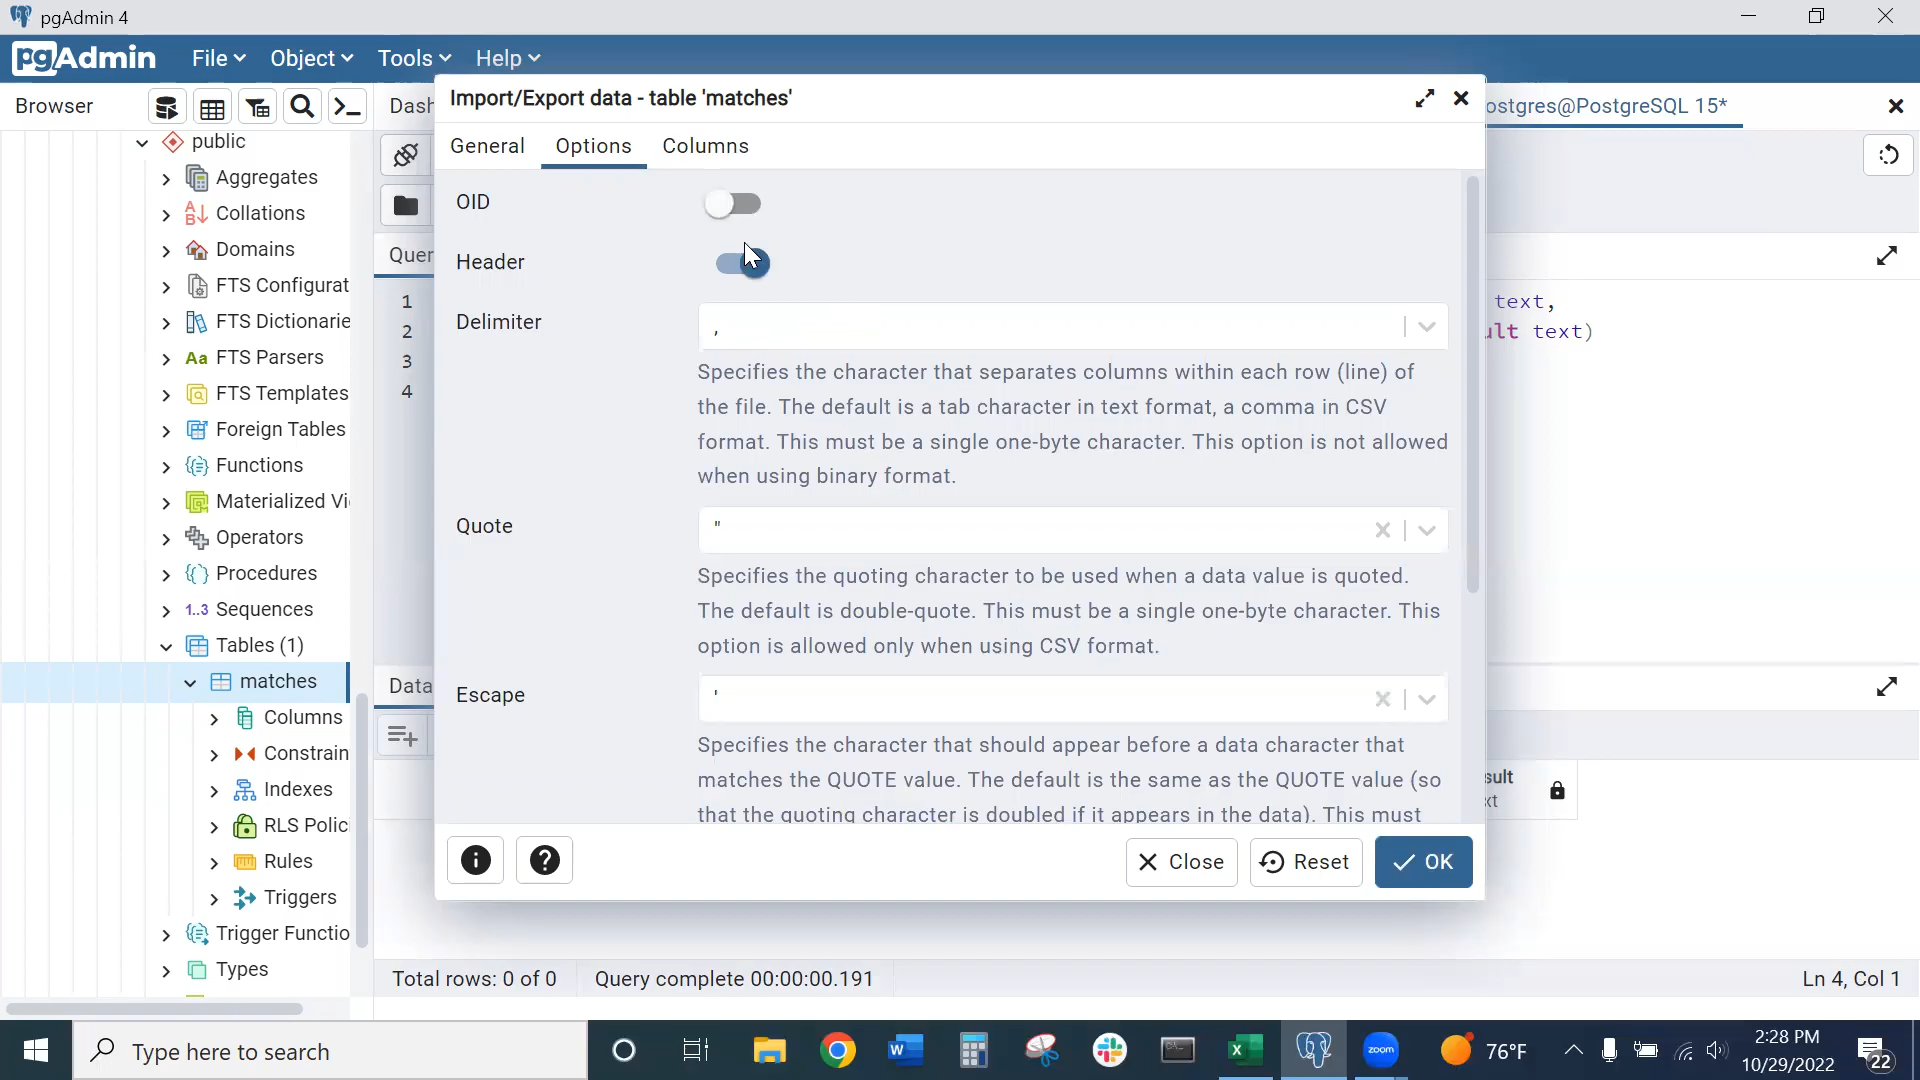 pgAdmin 4
pgAdmin File Object Tools Help
Browser
Dash
ostgres@PostgreSQL 15*
public
Aggregates
Collations
Domains
FTS Configurat
FTS Dictionarie
Aa FTS Parsers
FTS Templates
Foreign Tables
Functions
Materialized Vi
Operators
Procedures
1..3 Sequences
Tables (1)
matches
Columns
Constrain
Indexes
RLS Polic
Rules
Triggers
Trigger Functio
Types
Quer
1
2
3
4
text,
ult text)
Data
sult
xt
Import/Export data - table 'matches'
General Options Columns
OID
Header
Delimiter
,
Specifies the character that separates columns within each row (line) of
the file. The default is a tab character in text format, a comma in CSV
format. This must be a single one-byte character. This option is not allowed
when using binary format.
Quote
"
Specifies the quoting character to be used when a data value is quoted.
The default is double-quote. This must be a single one-byte character. This
option is allowed only when using CSV format.
Escape
'
Specifies the character that should appear before a data character that
matches the QUOTE value. The default is the same as the QUOTE value (so
that the quoting character is doubled if it appears in the data). This must
Close Reset OK
Total rows: 0 of 0 Query complete 00:00:00.191 Ln 4, Col 1
Type here to search
zoom
76°F
2:28 PM
10/29/2022
22